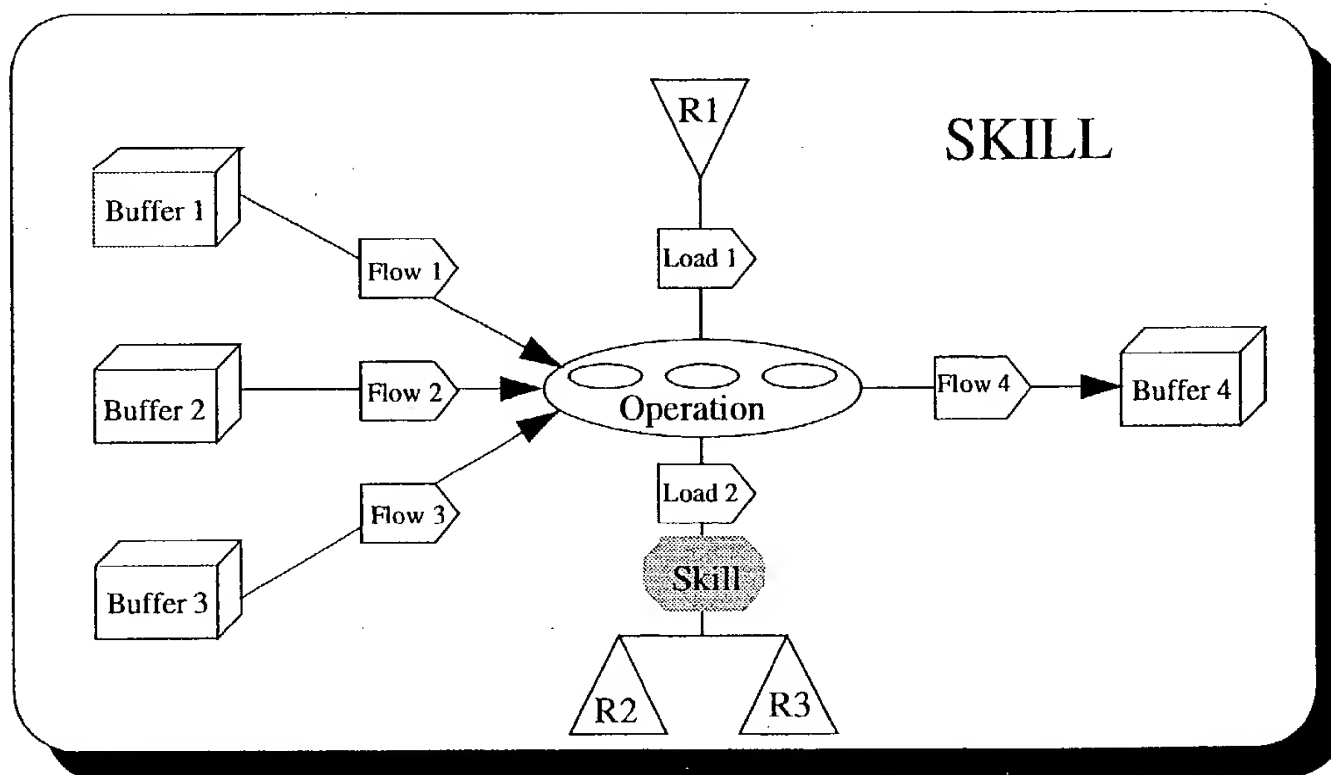 R1
SKILL
Buffer 1
Flow 1
Load 1
Buffer 2
Flow 2
Operation
Flow 4
Buffer 4
Load 2
Flow 3
Skill
Buffer 3
R2
R3